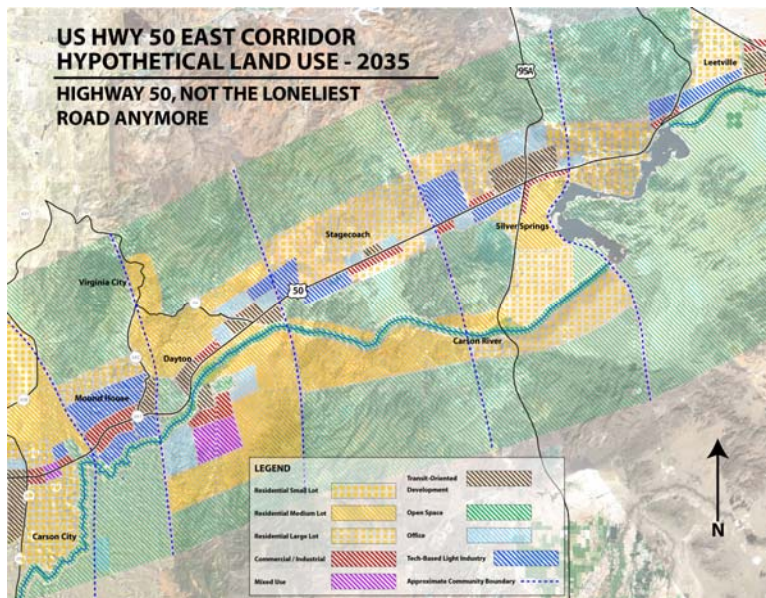 US HWY 50 EAST CORRIDOR
HYPOTHETICAL LAND USE - 2035
HIGHWAY 50, NOT THE LONELIEST
ROAD ANYMORE
95A
Leetville
Stagecoach
Silver Springs
Virginia City
50
Carson River
Dayton
Mound House
Carson City
LEGEND
Residential Small Lot
Residential Medium Lot
Residential Large Lot
Commercial / Industrial
Mixed Use
Transit-Oriented
Development
Open Space
Office
Tech-Based Light Industry
Approximate Community Boundary
N